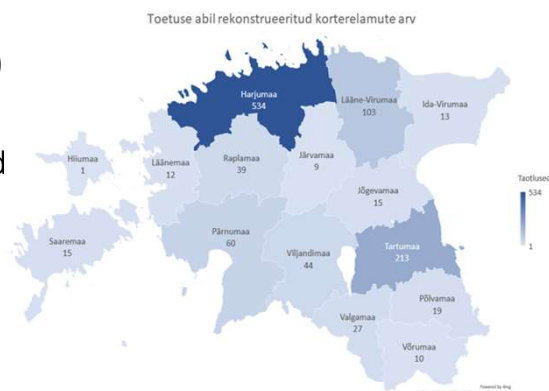 Toetuse abil rekonstrueeritud korterelamute arv
)
d
Harjumaa
534
Lääne-Virumaa
103
Ida-Virumaa
13
Hiiumaa
1
Läänemaa
12
Raplamaa
39
Järvamaa
9
Jõgevamaa
15
Saaremaa
15
Pärnumaa
60
Viljandimaa
44
Tartumaa
213
Valgamaa
27
Põlvamaa
19
Võrumaa
10
Taotlused
534
1
Powered by Bing